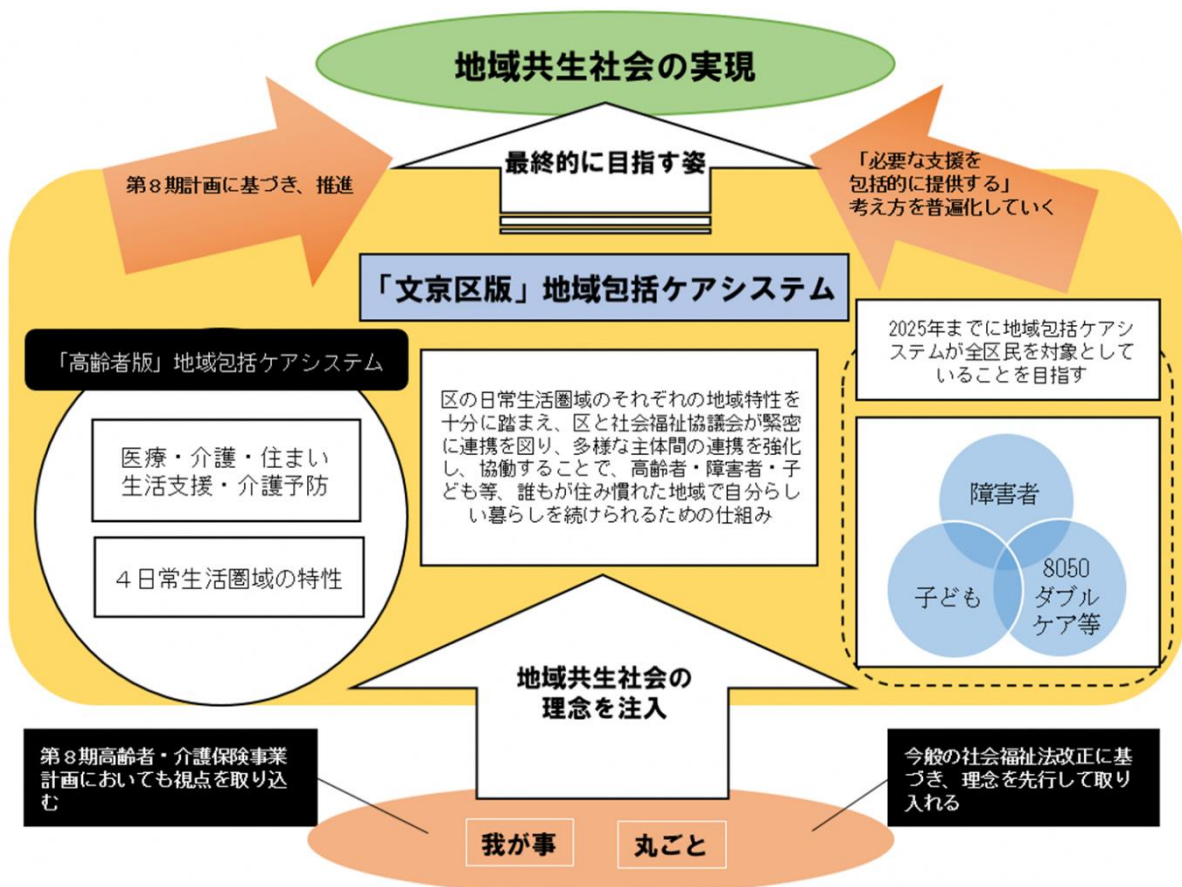 地域共生社会の実現
最終的に目指す姿
第８期計画に基づき、推進
「必要な支援を
包括的に提供する」
考え方を普遍化していく
「文京区版」地域包括ケアシステム
「高齢者版」地域包括ケアシステム
医療・介護・住まい
生活支援・介護予防
４日常生活圏域の特性
区の日常生活圏域のそれぞれの地域特性を
十分に踏まえ、区と社会福祉協議会が緊密
に連携を図り、多様な主体間の連携を強化
し、協働することで、高齢者・障害者・子
ども等、誰もが住み慣れた地域で自分らし
い暮らしを続けられるための仕組み
2025年までに地域包括ケアシ
ステムが全区民を対象として
いることを目指す
障害者
子ども
8050
ダブル
ケア等
地域共生社会の
理念を注入
第８期高齢者・介護保険事業
計画においても視点を取り込
む
今般の社会福祉法改正に基
づき、理念を先行して取り
入れる
我が事
丸ごと